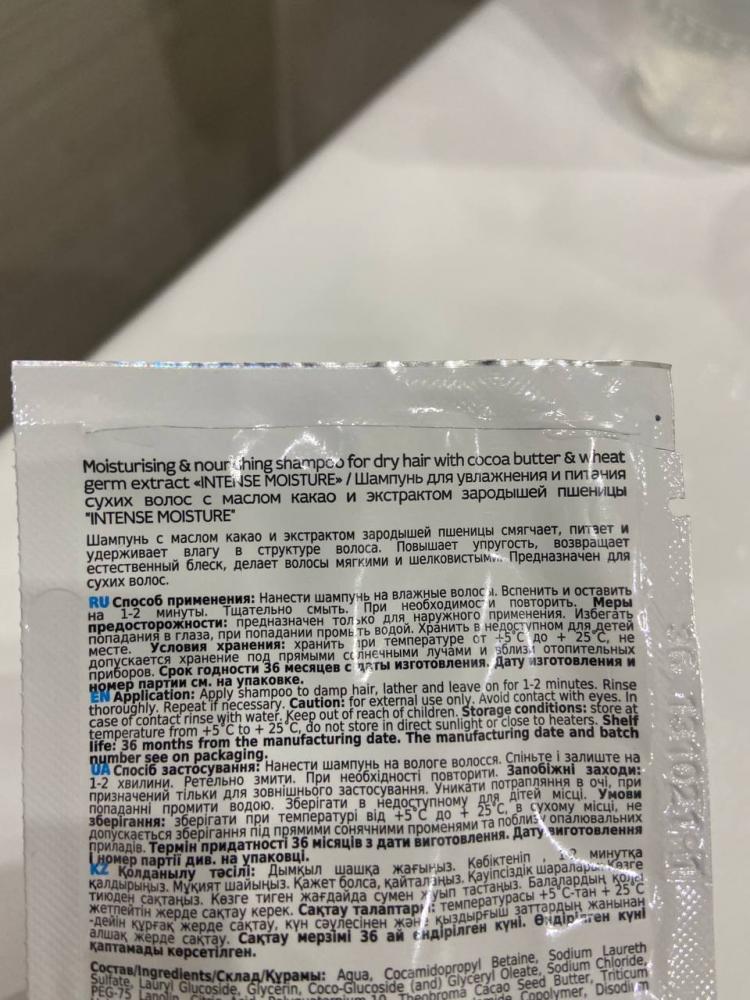 Moisturising & nourishing shampoo for dry hair with cocoa butter & wheat
germ extract «INTENSE MOISTURE» / Шампунь для увлажнения и питания
сухих волос с маслом какао и экстрактом зародышей пшеницы
"INTENSE MOISTURE"
Шампунь с маслом какао и экстрактом зародышей пшеницы смягчает, питает и
удерживает влагу в структуре волоса. Повышает упругость, возвращает
естественный блеск, делает волосы мягкими и шелковистыми. Предназначен для
сухих волос.
RU Способ применения: Нанести шампунь на влажные волосы. Вспенить и оставить
на 1-2 минуты. Тщательно смыть. При необходимости повторить. Меры
предосторожности: предназначен только для наружного применения. Избегать
попадания в глаза, при попадании промыть водой. Хранить в недоступном для детей
месте. Условия хранения: хранить при температуре от +5°C до + 25°C, не
допускается хранение под прямыми солнечными лучами и вблизи отопительных
приборов. Срок годности 36 месяцев с даты изготовления. Дату изготовления и
номер партии см. на упаковке.
EN Application: Apply shampoo to damp hair, lather and leave on for 1-2 minutes. Rinse
thoroughly. Repeat if necessary. Caution: for external use only. Avoid contact with eyes. In
case of contact rinse with water. Keep out of reach of children. Storage conditions: store at
temperature from +5°C to + 25°C, do not store in direct sunlight or close to heaters. Shelf
life: 36 months from the manufacturing date. The manufacturing date and batch
number see on packaging.
UA Спосіб застосування: Нанести шампунь на вологе волосся. Спіньте і залиште на
1-2 хвилини. Ретельно змити. При необхідності повторити. Запобіжні заходи:
призначений тільки для зовнішнього застосування. Уникати потрапляння в очі, при
попаданні промити водою. Зберігати в недоступному для дітей місці. Умови
зберігання: зберігати при температурі від +5°C до + 25°C, в сухому місці, не
допускається зберігання під прямими сонячними променями та поблизу опалювальних
приладів. Термін придатності 36 місяців з дати виготовлення. Дату виготовлення
і номер партії див. на упаковці.
KZ Қолданылу тәсілі: Дымқыл шашқа жағыңыз. Көбіктеніп , 1-2 минутқа
қалдырыңыз. Мұқият шайыңыз. Қажет болса, қайталаңыз. Қауіпсіздік шаралары: Көзге
тиюден сақтаңыз. Көзге тиген жағдайда сумен жуып тастаңыз. Балалардың қолы
жетпейтін жерде сақтау керек. Сақтау талаптары: температурасы +5°C-тан + 25°C
-дейін құрғақ жерде сақтау, күн сәулесінен және қыздырғыш заттардың жанынан
алшақ жерде сақтау. Сақтау мерзімі 36 ай өндірілген күні. Өндірілген күні
қаптамады көрсетілген.
Состав/Ingredients/Склад/Құрамы: Aqua, Cocamidopropyl Betaine, Sodium Laureth
Sulfate, Lauryl Glucoside, Glycerin, Coco-Glucoside (and) Glyceryl Oleate, Sodium Chloride,
PEG-75 Lanolin, Citric Acid, Polyquaternium-10, Theobroma Cacao Seed Butter, Triticum
Copolymer, Disodium